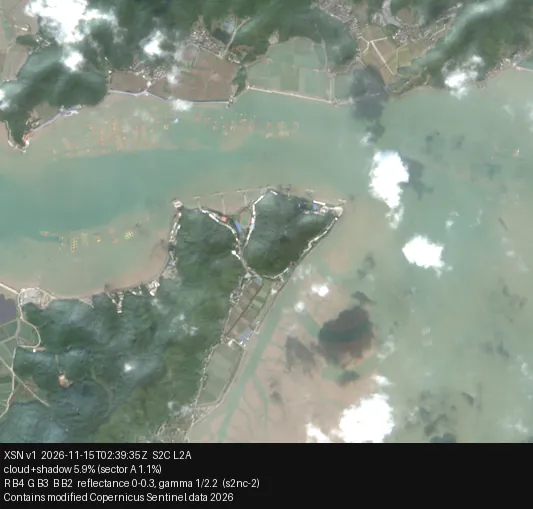 XSN v1 2026-11-15T02:39:35Z S2C L2A
cloud+shadow 5.9% (sector A 1.1%)
R B4 G B3 B B2 reflectance 0-0.3, gamma 1/2.2 (s2nc-2)
Contains modified Copernicus Sentinel data 2026